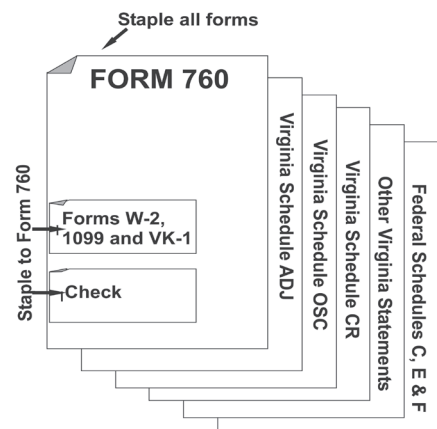 Staple all forms
FORM 760
Forms W-2,
1099 and VK-1
Check
Staple to Form 760
Virginia Schedule ADJ
Virginia Schedule OSC
Virginia Schedule CR
Other Virginia Statements
Federal Schedules C, E & F